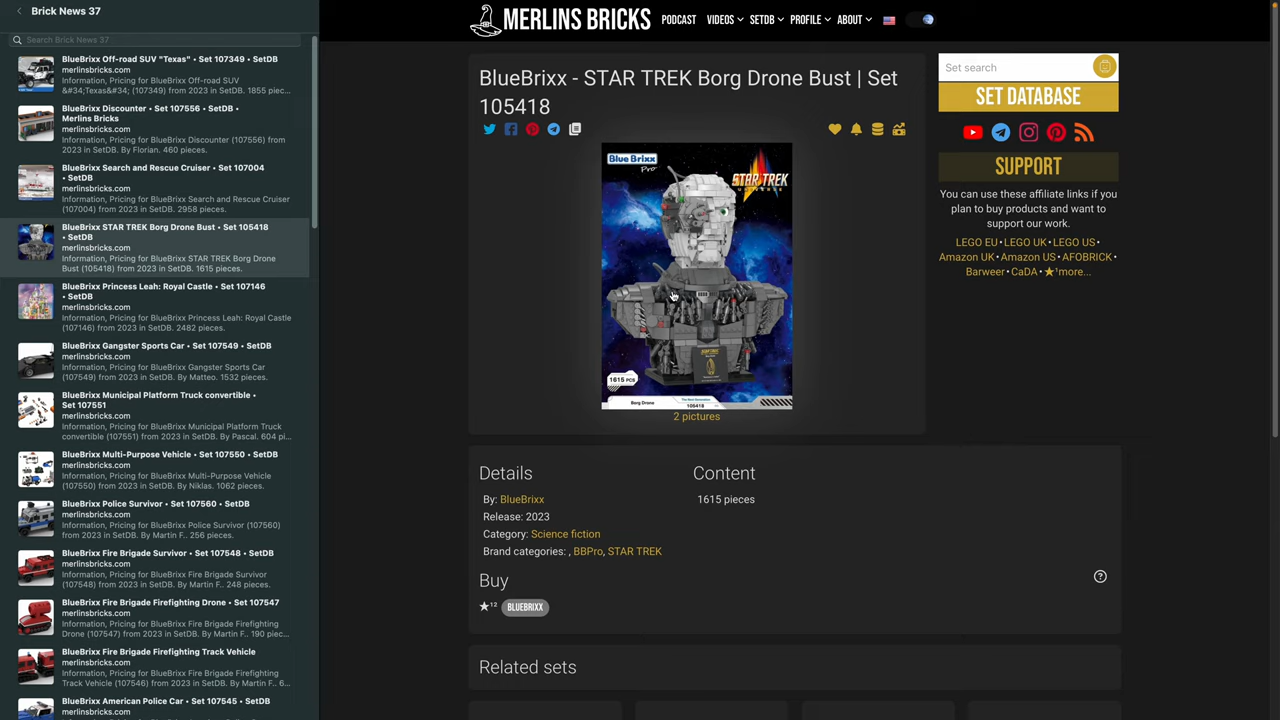 Brick News 37
Search Brick News 37
BlueBrixx Off-road SUV "Texas" • Set 107349 • SetDB
merlinsbricks.com
Information, Pricing for BlueBrixx Off-road SUV
&#34;Texas&#34; (107349) from 2023 in SetDB. 1855 piec...
BlueBrixx Discounter • Set 107556 • SetDB •
Merlins Bricks
merlinsbricks.com
Information, Pricing for BlueBrixx Discounter (107556) from
2023 in SetDB. By Florian. 460 pieces.
BlueBrixx Search and Rescue Cruiser • Set 107004
• SetDB
merlinsbricks.com
Information, Pricing for BlueBrixx Search and Rescue Cruiser
(107004) from 2023 in SetDB. 2958 pieces.
BlueBrixx STAR TREK Borg Drone Bust • Set 105418
• SetDB
merlinsbricks.com
Information, Pricing for BlueBrixx STAR TREK Borg Drone
Bust (105418) from 2023 in SetDB. 1615 pieces.
BlueBrixx Princess Leah: Royal Castle • Set 107146
• SetDB
merlinsbricks.com
Information, Pricing for BlueBrixx Princess Leah: Royal Castle
(107146) from 2023 in SetDB. 2482 pieces.
BlueBrixx Gangster Sports Car • Set 107549 • SetDB
merlinsbricks.com
Information, Pricing for BlueBrixx Gangster Sports Car
(107549) from 2023 in SetDB. By Matteo. 1532 pieces.
BlueBrixx Municipal Platform Truck convertible •
Set 107551
merlinsbricks.com
Information, Pricing for BlueBrixx Municipal Platform Truck
convertible (107551) from 2023 in SetDB. By Pascal. 604 pi...
BlueBrixx Multi-Purpose Vehicle • Set 107550 • SetDB
merlinsbricks.com
Information, Pricing for BlueBrixx Multi-Purpose Vehicle
(107550) from 2023 in SetDB. By Niklas. 1062 pieces.
BlueBrixx Police Survivor • Set 107560 • SetDB
merlinsbricks.com
Information, Pricing for BlueBrixx Police Survivor (107560)
from 2023 in SetDB. By Martin F.. 256 pieces.
BlueBrixx Fire Brigade Survivor • Set 107548 • SetDB
merlinsbricks.com
Information, Pricing for BlueBrixx Fire Brigade Survivor
(107548) from 2023 in SetDB. By Martin F.. 248 pieces.
BlueBrixx Fire Brigade Firefighting Drone • Set 107547
merlinsbricks.com
Information, Pricing for BlueBrixx Fire Brigade Firefighting
Drone (107547) from 2023 in SetDB. By Martin F.. 190 piec...
BlueBrixx Fire Brigade Firefighting Track Vehicle
merlinsbricks.com
Information, Pricing for BlueBrixx Fire Brigade Firefighting
Track Vehicle (107546) from 2023 in SetDB. By Martin F.. 6...
BlueBrixx American Police Car • Set 107545 • SetDB
MERLINS BRICKS
PODCAST VIDEOS SETDB PROFILE ABOUT
BlueBrixx - STAR TREK Borg Drone Bust | Set
105418
Blue Brixx
Pro
STAR TREK
UNIVERSE
STAR TREK
1615 PCS
Borg Drone
The Next Generation
105418
2 pictures
Details
By: BlueBrixx
Release: 2023
Category: Science fiction
Brand categories: , BBPro, STAR TREK
Content
1615 pieces
Buy
★12 BLUEBRIXX
?
Related sets
Set search
SET DATABASE
SUPPORT
You can use these affiliate links if you
plan to buy products and want to
support our work.
LEGO EU • LEGO UK • LEGO US •
Amazon UK • Amazon US • AFOBRICK •
Barweer • CaDA • ★¹more...